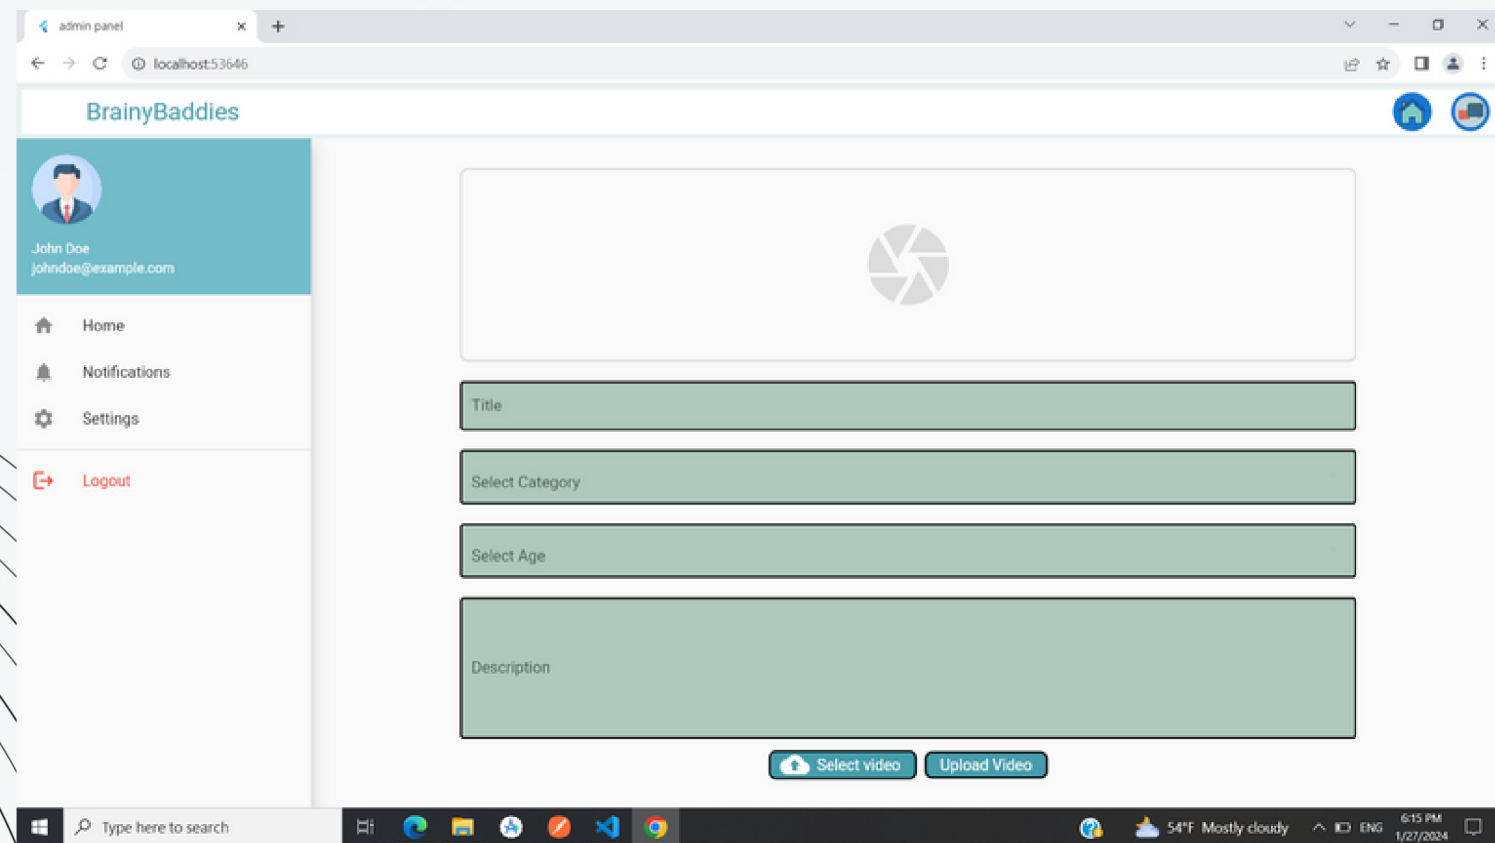 admin panel
localhost:53646
BrainyBaddies
John Doe
johndoe@example.com
Home
Notifications
Settings
Logout
Title
Select Category
Select Age
Description
Select video
Upload Video
Type here to search
54°F Mostly cloudy
ENG
6:15 PM
1/27/2024